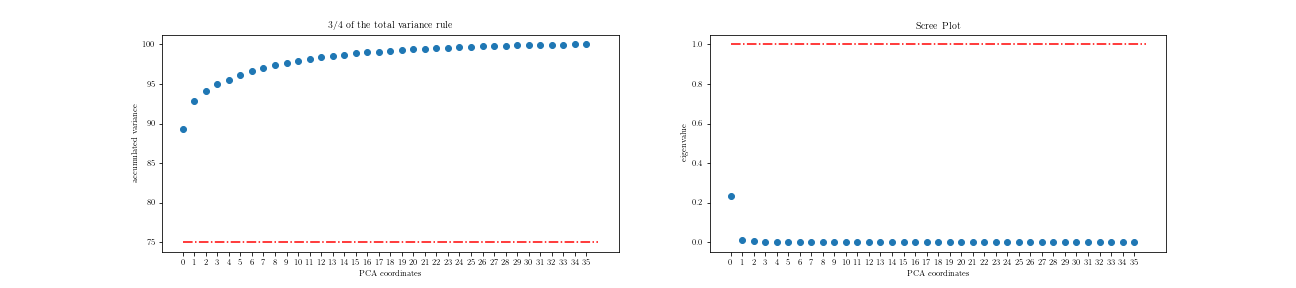 3/4 of the total variance rule
accumulated variance
100
95
90
85
80
75
0 1 2 3 4 5 6 7 8 9 10 11 12 13 14 15 16 17 18 19 20 21 22 23 24 25 26 27 28 29 30 31 32 33 34 35
PCA coordinates
Scree Plot
eigenvalue
1.0
0.8
0.6
0.4
0.2
0.0
0 1 2 3 4 5 6 7 8 9 10 11 12 13 14 15 16 17 18 19 20 21 22 23 24 25 26 27 28 29 30 31 32 33 34 35
PCA coordinates